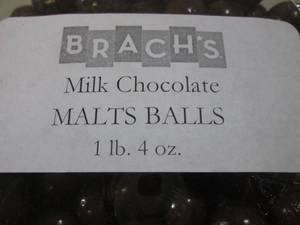 BRACH'S
Milk Chocolate
MALTS BALLS
1 lb. 4 oz.